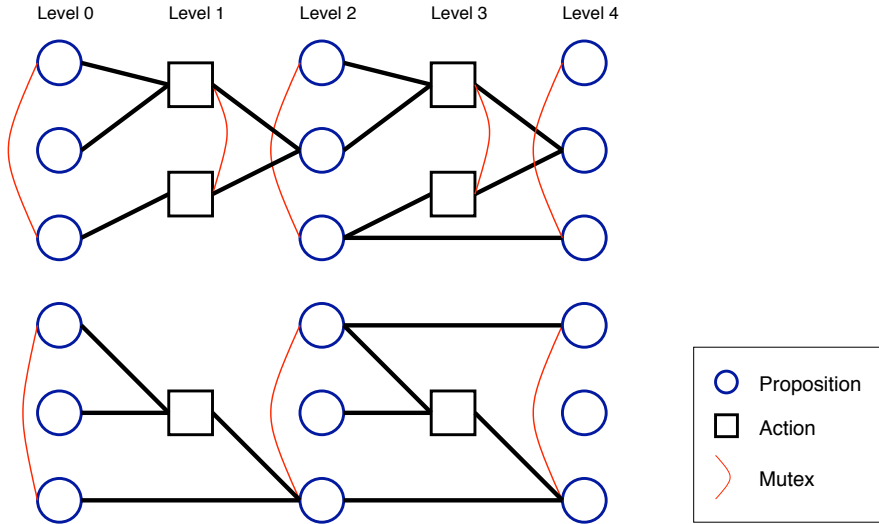 Level 0
Level 1
Level 2
Level 3
Level 4
Proposition
Action
Mutex